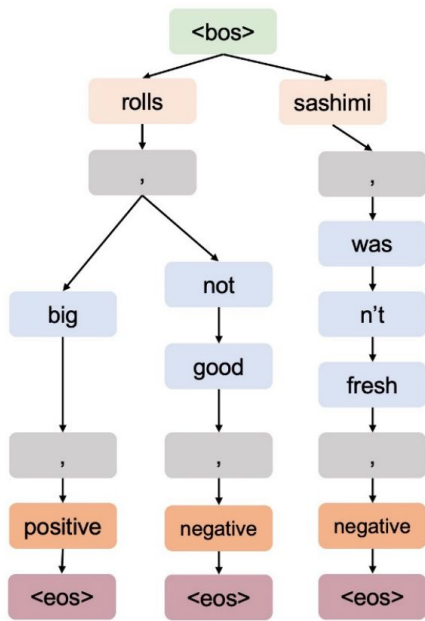 <bos>
rolls
sashimi
,
,
was
not
big
n't
good
fresh
,
,
,
positive
negative
negative
<eos>
<eos>
<eos>